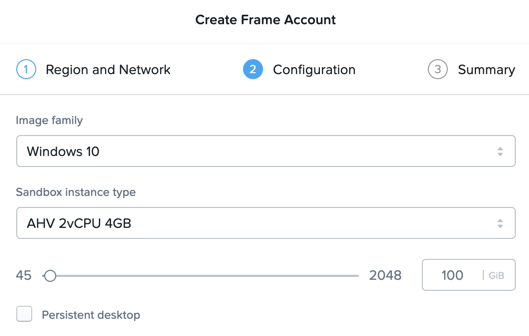 Create Frame Account
1 Region and Network 2 Configuration 3 Summary
Image family
Windows 10
Sandbox instance type
AHV 2vCPU 4GB
45 2048 100 GiB
Persistent desktop